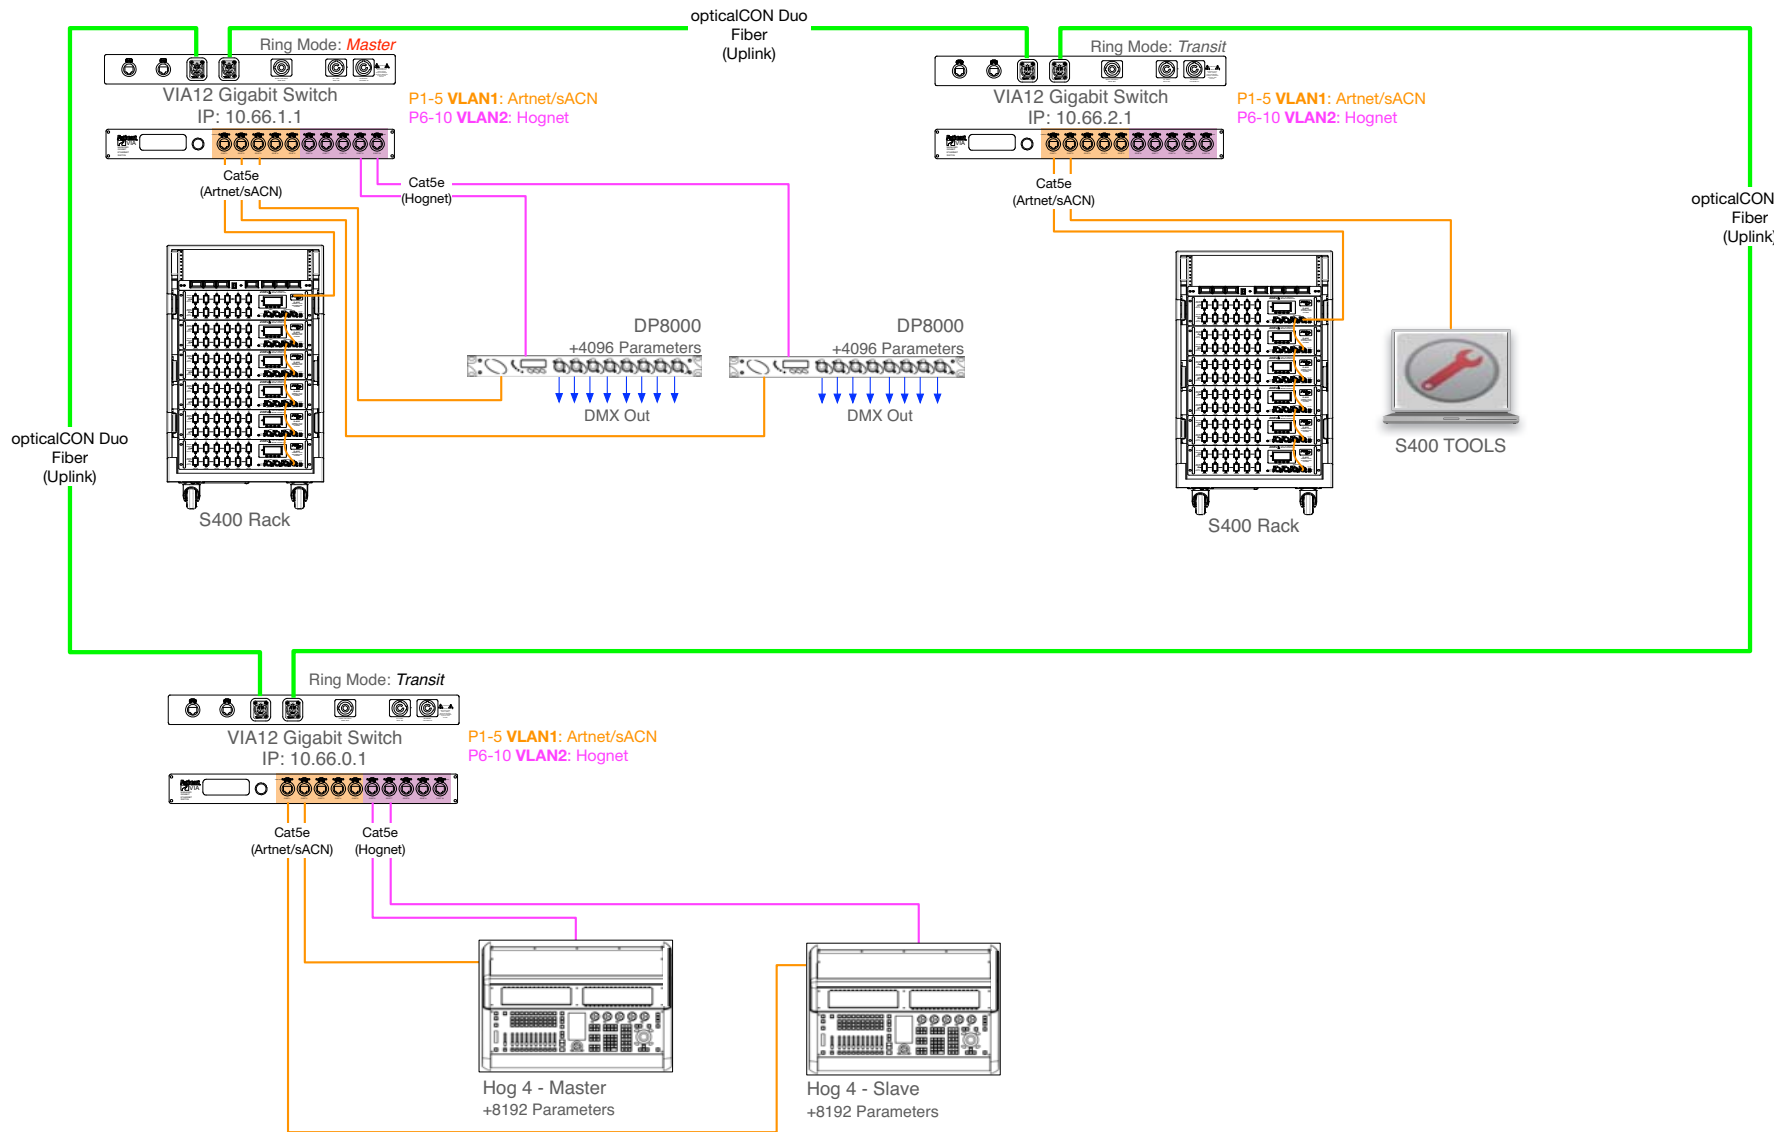 opticalCON Duo
Fiber
(Uplink)
Ring Mode: Master
VIA12 Gigabit Switch
IP: 10.66.1.1
P1-5 VLAN1: Artnet/sACN
P6-10 VLAN2: Hognet
VIA
Cat5e
(Artnet/sACN)
Cat5e
(Hognet)
Ring Mode: Transit
VIA12 Gigabit Switch
IP: 10.66.2.1
P1-5 VLAN1: Artnet/sACN
P6-10 VLAN2: Hognet
Cat5e
(Artnet/sACN)
opticalCON
Fiber
(Uplink)
DP8000
+4096 Parameters
DMX Out
DP8000
+4096 Parameters
DMX Out
S400 TOOLS
S400 Rack
S400 Rack
opticalCON Duo
Fiber
(Uplink)
Ring Mode: Transit
VIA12 Gigabit Switch
IP: 10.66.0.1
P1-5 VLAN1: Artnet/sACN
P6-10 VLAN2: Hognet
VIA
Cat5e
(Artnet/sACN)
Cat5e
(Hognet)
Hog 4 - Master
+8192 Parameters
Hog 4 - Slave
+8192 Parameters